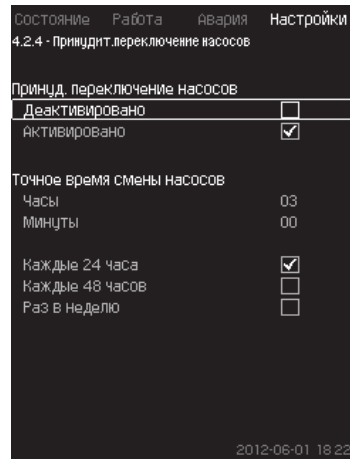 Состояние Работа Авария Настройки
4.2.4 - Принудит.переключение насосов
Принуд. переключение насосов
Деактивировано
Активировано
Точное время смены насосов
Часы 03
Минуты 00
Каждые 24 часа
Каждые 48 часов
Раз в неделю
2012-06-01 18:22